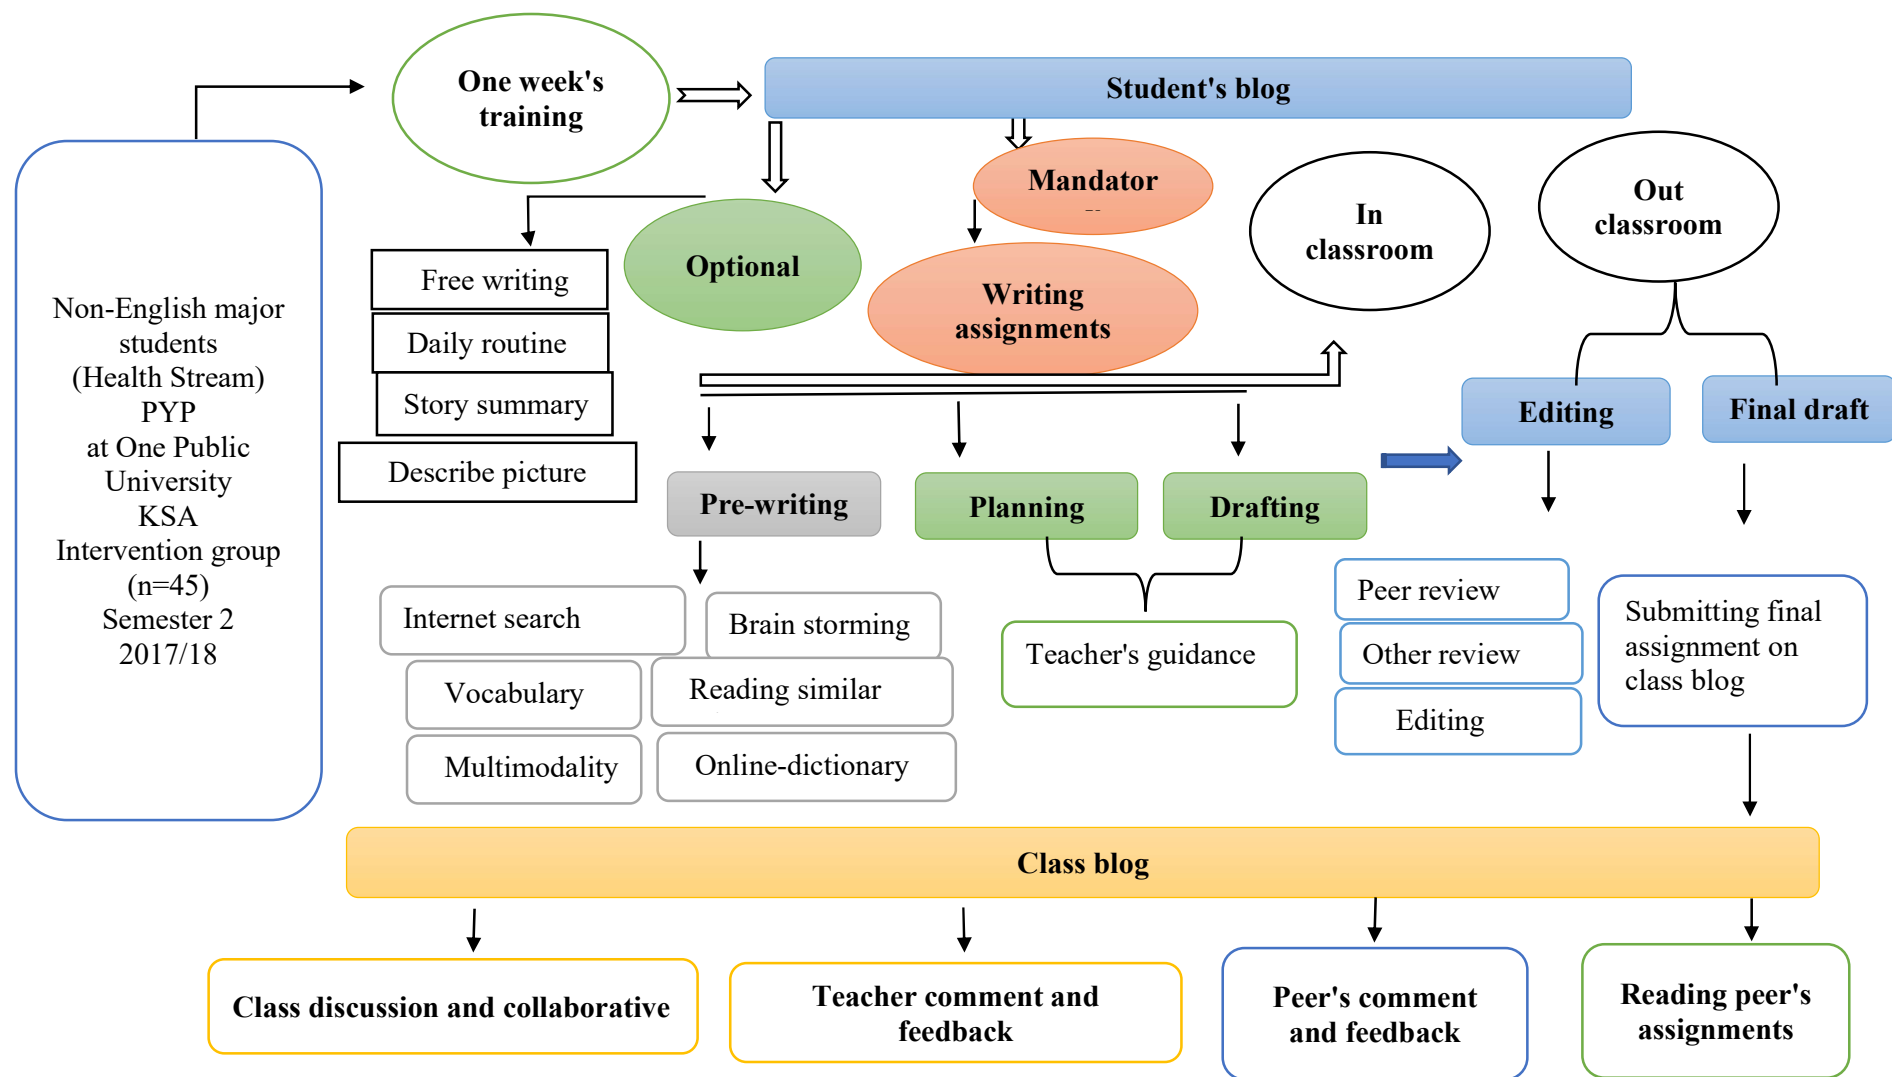 One week's
training
Student's blog
Mandator
Optional
Writing
assignments
In
classroom
Out
classroom
Non-English major
students
(Health Stream)
PYP
at One Public
University
KSA
Intervention group
(n=45)
Semester 2
2017/18
Free writing
Daily routine
Story summary
Describe picture
Pre-writing
Planning
Drafting
Editing
Final draft
Internet search
Brain storming
Vocabulary
Reading similar
Multimodality
Online-dictionary
Teacher's guidance
Peer review
Other review
Editing
Submitting final
assignment on
class blog
Class blog
Class discussion and collaborative
Teacher comment and
feedback
Peer's comment
and feedback
Reading peer's
assignments